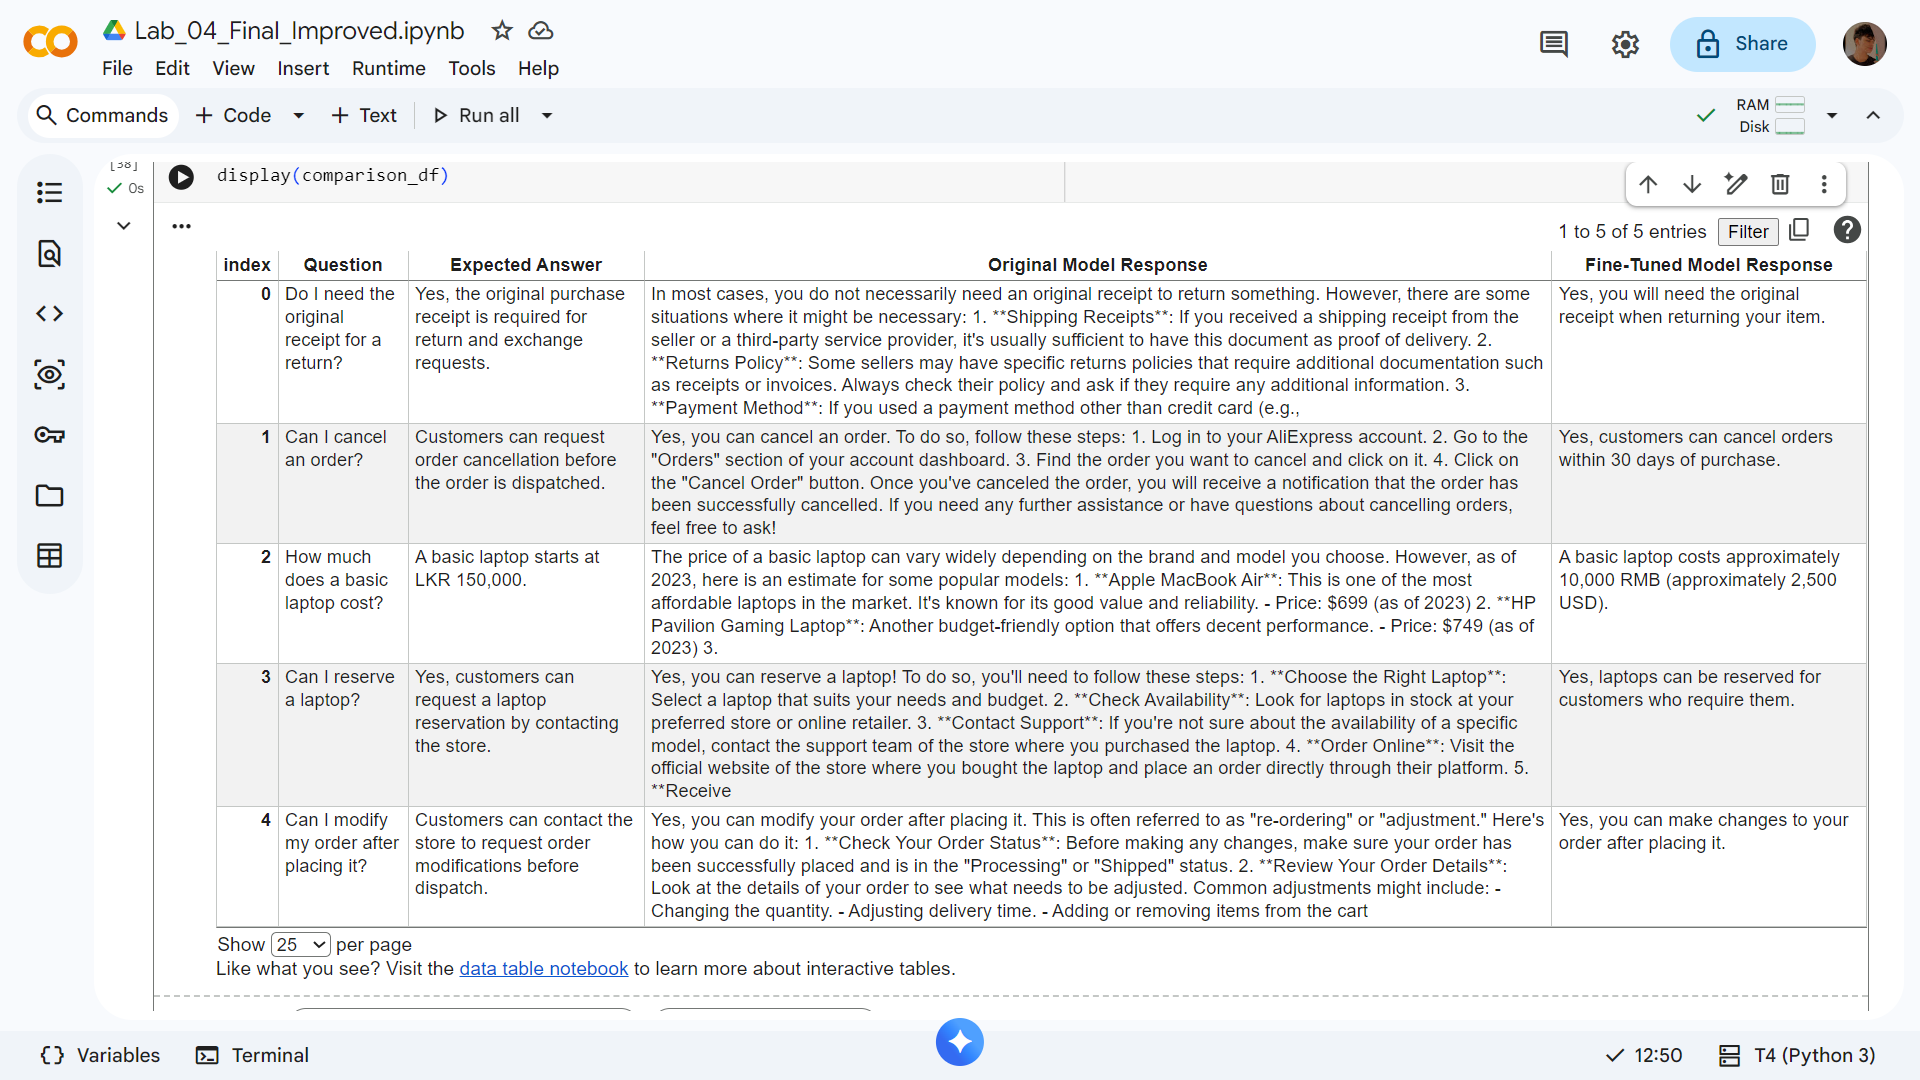 Lab_04_Final_Improved.ipynb
File Edit View Insert Runtime Tools Help
Share
Commands + Code + Text Run all
RAM
Disk
[38]
0s
display(comparison_df)
1 to 5 of 5 entries Filter
index Question Expected Answer Original Model Response Fine-Tuned Model Response
0
Do I need the
original
receipt for a
return?
Yes, the original purchase
receipt is required for
return and exchange
requests.
In most cases, you do not necessarily need an original receipt to return something. However, there are some
situations where it might be necessary: 1. **Shipping Receipts**: If you received a shipping receipt from the
seller or a third-party service provider, it's usually sufficient to have this document as proof of delivery. 2.
**Returns Policy**: Some sellers may have specific returns policies that require additional documentation such
as receipts or invoices. Always check their policy and ask if they require any additional information. 3.
**Payment Method**: If you used a payment method other than credit card (e.g.,
Yes, you will need the original
receipt when returning your item.
1
Can I cancel
an order?
Customers can request
order cancellation before
the order is dispatched.
Yes, you can cancel an order. To do so, follow these steps: 1. Log in to your AliExpress account. 2. Go to the
"Orders" section of your account dashboard. 3. Find the order you want to cancel and click on it. 4. Click on
the "Cancel Order" button. Once you've canceled the order, you will receive a notification that the order has
been successfully cancelled. If you need any further assistance or have questions about cancelling orders,
feel free to ask!
Yes, customers can cancel orders
within 30 days of purchase.
2
How much
does a basic
laptop cost?
A basic laptop starts at
LKR 150,000.
The price of a basic laptop can vary widely depending on the brand and model you choose. However, as of
2023, here is an estimate for some popular models: 1. **Apple MacBook Air**: This is one of the most
affordable laptops in the market. It's known for its good value and reliability. - Price: $699 (as of 2023) 2. **HP
Pavilion Gaming Laptop**: Another budget-friendly option that offers decent performance. - Price: $749 (as of
2023) 3.
A basic laptop costs approximately
10,000 RMB (approximately 2,500
USD).
3
Can I reserve
a laptop?
Yes, customers can
request a laptop
reservation by contacting
the store.
Yes, you can reserve a laptop! To do so, you'll need to follow these steps: 1. **Choose the Right Laptop**:
Select a laptop that suits your needs and budget. 2. **Check Availability**: Look for laptops in stock at your
preferred store or online retailer. 3. **Contact Support**: If you're not sure about the availability of a specific
model, contact the support team of the store where you purchased the laptop. 4. **Order Online**: Visit the
official website of the store where you bought the laptop and place an order directly through their platform. 5.
**Receive
Yes, laptops can be reserved for
customers who require them.
4
Can I modify
my order after
placing it?
Customers can contact the
store to request order
modifications before
dispatch.
Yes, you can modify your order after placing it. This is often referred to as "re-ordering" or "adjustment." Here's
how you can do it: 1. **Check Your Order Status**: Before making any changes, make sure your order has
been successfully placed and is in the "Processing" or "Shipped" status. 2. **Review Your Order Details**:
Look at the details of your order to see what needs to be adjusted. Common adjustments might include: -
Changing the quantity. - Adjusting delivery time. - Adding or removing items from the cart
Yes, you can make changes to your
order after placing it.
Show 25 per page
Like what you see? Visit the data table notebook to learn more about interactive tables.
Variables Terminal
12:50 T4 (Python 3)